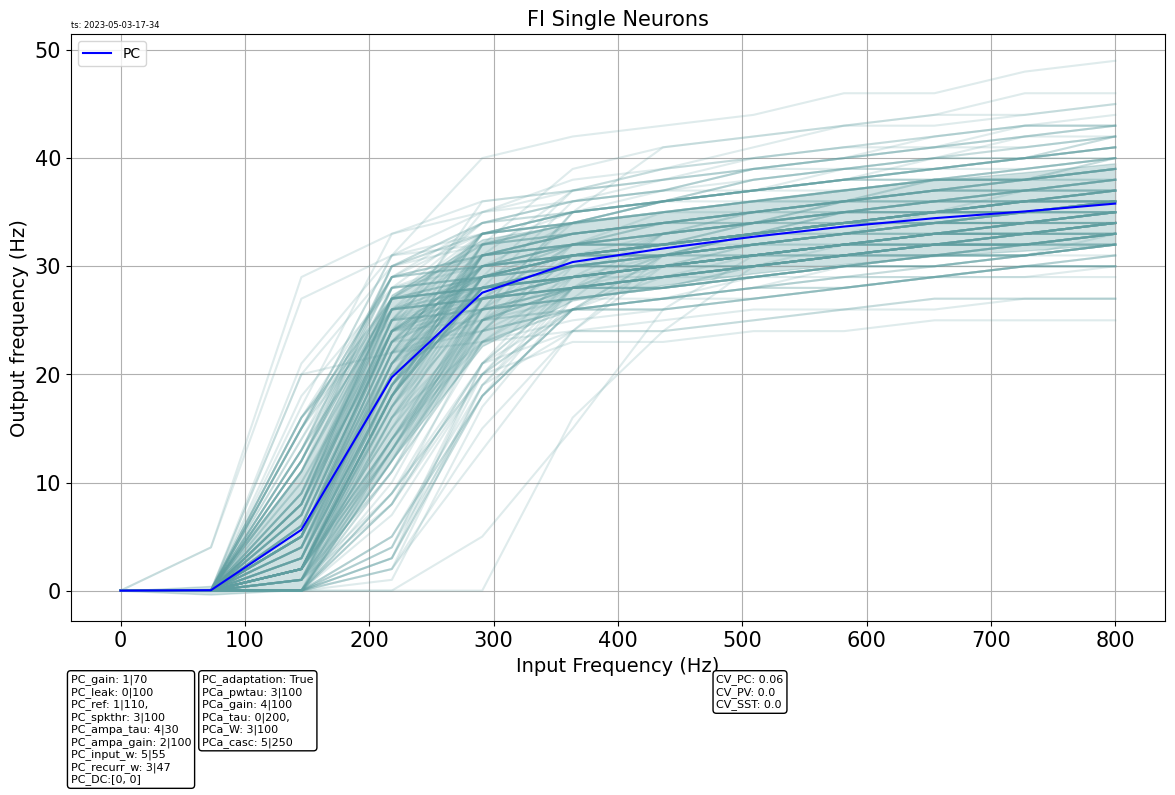 ts: 2023-05-03-17-34
FI Single Neurons
PC
50
40
30
20
10
0
Output frequency (Hz)
0 100 200 300 400 500 600 700 800
Input Frequency (Hz)
PC_gain: 1|70
PC_leak: 0|100
PC_ref: 1|110,
PC_spkthr: 3|100
PC_ampa_tau: 4|30
PC_ampa_gain: 2|100
PC_input_w: 5|55
PC_recurr_w: 3|47
PC_DC:[0, 0]
PC_adaptation: True
PCa_pwtau: 3|100
PCa_gain: 4|100
PCa_tau: 0|200,
PCa_W: 3|100
PCa_casc: 5|250
CV_PC: 0.06
CV_PV: 0.0
CV_SST: 0.0